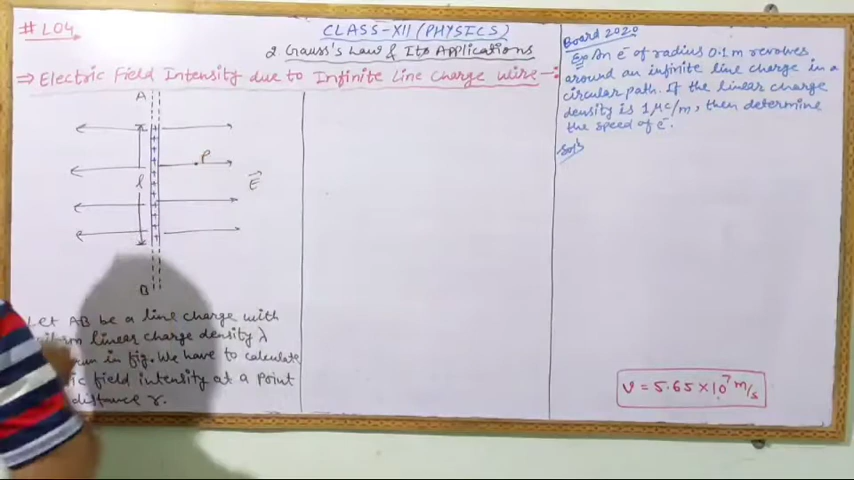 #L04
CLASS-XII (PHYSICS)
2 Gauss's Law & Its Applications
⇒ Electric Field Intensity due to Infinite Line Charge wire -:
A
P
l
E⃗
B
Let AB be a line charge with
linear charge density λ
in fig. We have to calculate
field intensity at a point
distance r.
Board 2020
Exp An e⁻ of radius 0.1 m revolves
around an infinite line charge in a
circular path. If the linear charge
density is 1 μc/m, then determine
the speed of e⁻.
Solⁿ
v = 5.65 × 10⁷ m/s